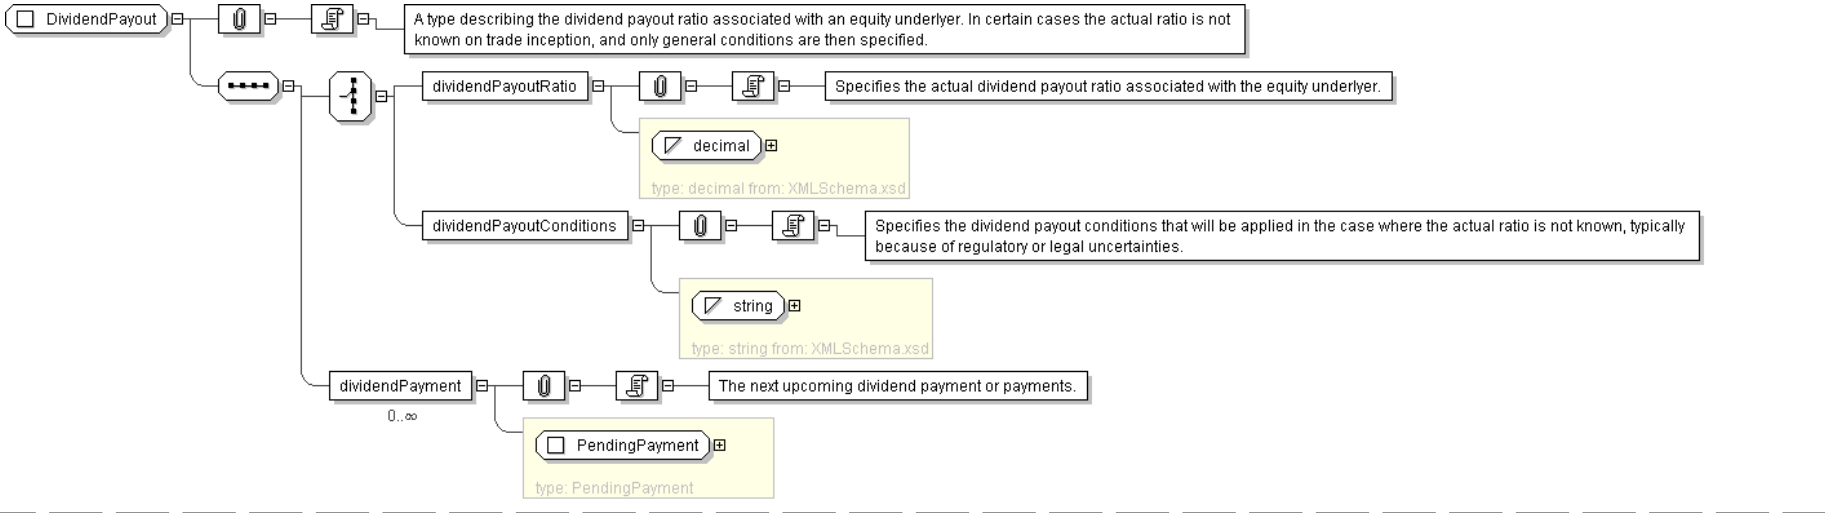 DividendPayout
A type describing the dividend payout ratio associated with an equity underlyer. In certain cases the actual ratio is not
known on trade inception, and only general conditions are then specified.
dividendPayoutRatio
Specifies the actual dividend payout ratio associated with the equity underlyer.
decimal
type: decimal from: XMLSchema.xsd
dividendPayoutConditions
Specifies the dividend payout conditions that will be applied in the case where the actual ratio is not known, typically
because of regulatory or legal uncertainties.
string
type: string from: XMLSchema.xsd
dividendPayment
The next upcoming dividend payment or payments.
0..∞
PendingPayment
type: PendingPayment